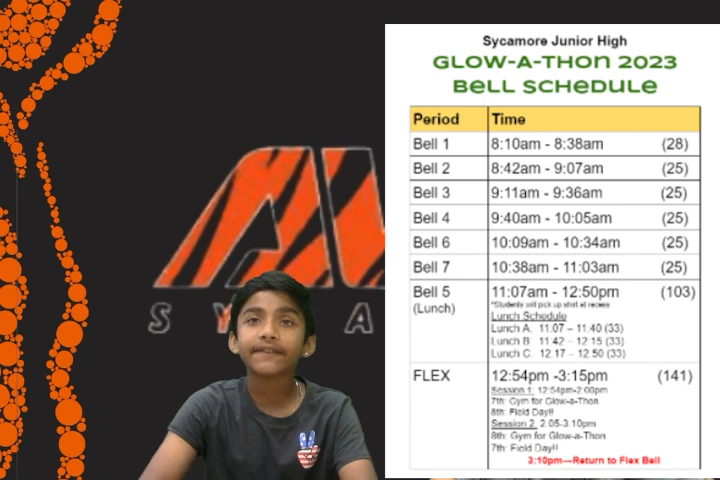 Sycamore Junior High
GLOW-A-THON 2023
BELL SCHEDULE
Period Time
Bell 1 8:10am - 8:38am (28)
Bell 2 8:42am - 9:07am (25)
Bell 3 9:11am - 9:36am (25)
Bell 4 9:40am - 10:05am (25)
Bell 6 10:09am - 10:34am (25)
Bell 7 10:38am - 11:03am (25)
Bell 5 11:07am - 12:50pm (103)
(Lunch) *Students will pick up shirt at recess
Lunch Schedule
Lunch A: 11:07 – 11:40 (33)
Lunch B 11:42 – 12:15 (33)
Lunch C. 12.17 – 12:50 (33)
FLEX 12:54pm -3:15pm (141)
Session 1: 12:54pm-2:00pm
7th: Gym for Glow-a-Thon
8th: Field Day!!
Session 2. 2:05-3.10pm
8th: Gym for Glow-a-Thon
7th: Field Day!!
3:10pm—Return to Flex Bell
AV
S Y A